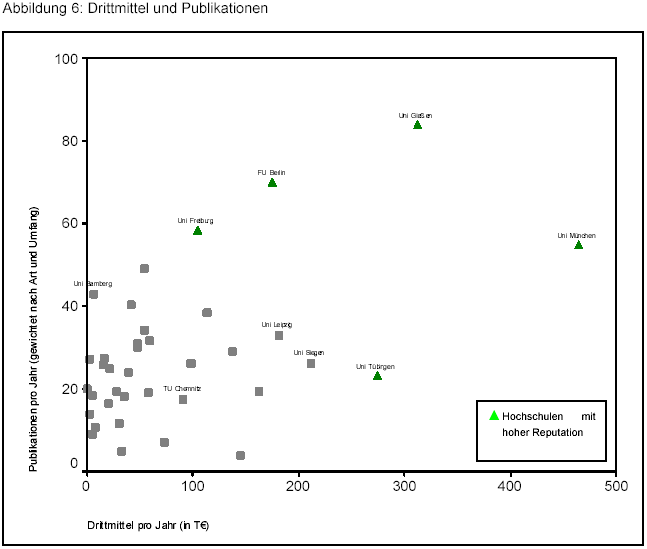 Abbildung 6: Drittmittel und Publikationen
100
80
60
40
20
0
Publikationen pro Jahr (gewichtet nach Art und Umfang)
Uni Gießen
FU Berlin
Uni Freiburg
Uni München
Uni Bamberg
Uni Leipzig
Uni Siegen
Uni Tübingen
TU Chemnitz
Hochschulen mit
hoher Reputation
0
100
200
300
400
500
Drittmittel pro Jahr (in T€)